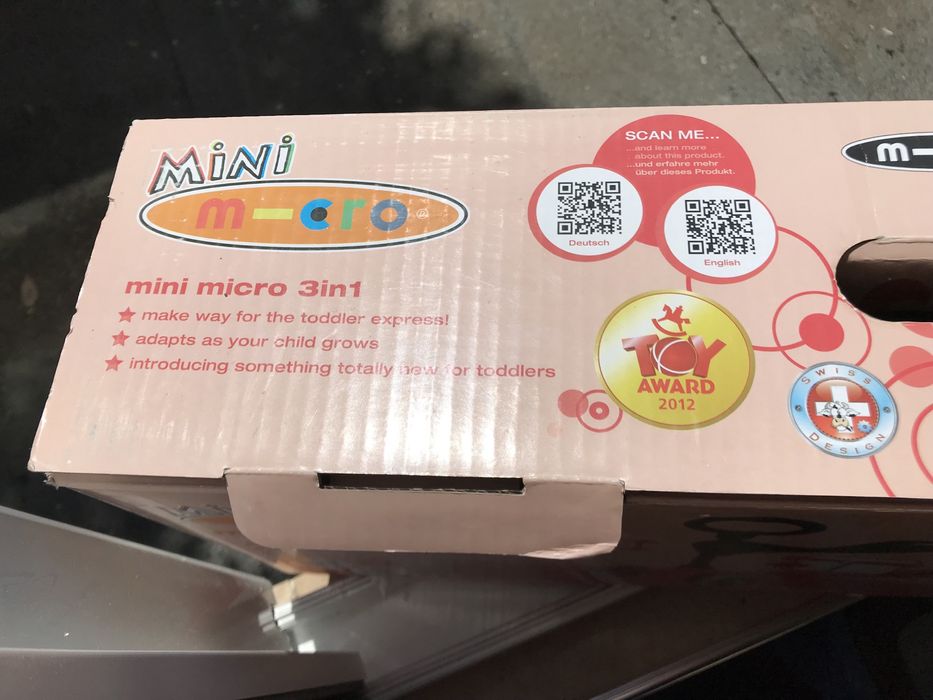 MiNi
m-cro
mini micro 3in1
make way for the toddler express!
adapts as your child grows
introducing something totally new for toddlers
SCAN ME...
...and learn more
about this product.
...und erfahre mehr
über dieses Produkt.
Deutsch
English
TOY
AWARD
2012
SWISS
DESIGN
m-